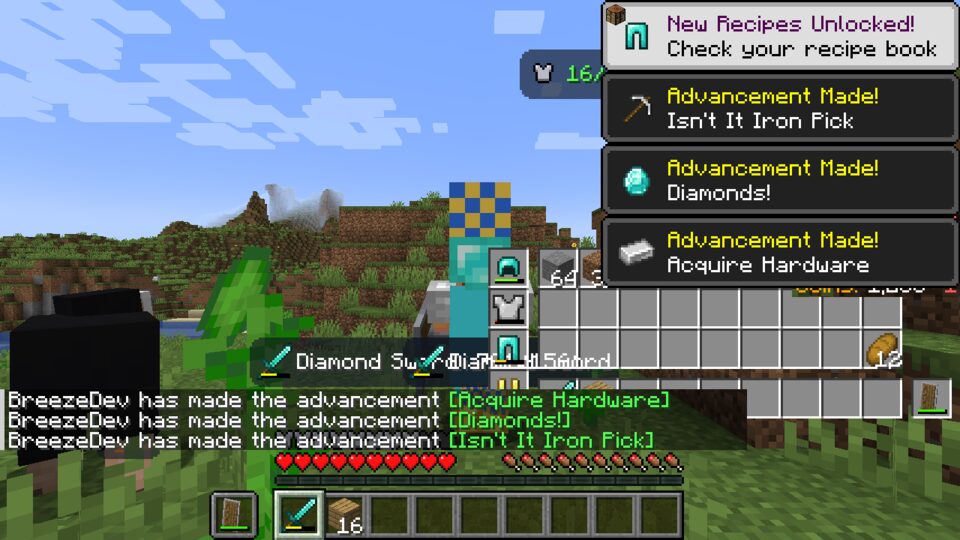 New Recipes Unlocked!
Check your recipe book
16/
Advancement Made!
Isn't It Iron Pick
Advancement Made!
Diamonds!
Advancement Made!
Acquire Hardware
64
12
Diamond Sword
BreezeDev has made the advancement [Acquire Hardware]
BreezeDev has made the advancement [Diamonds!]
BreezeDev has made the advancement [Isn't It Iron Pick]
16